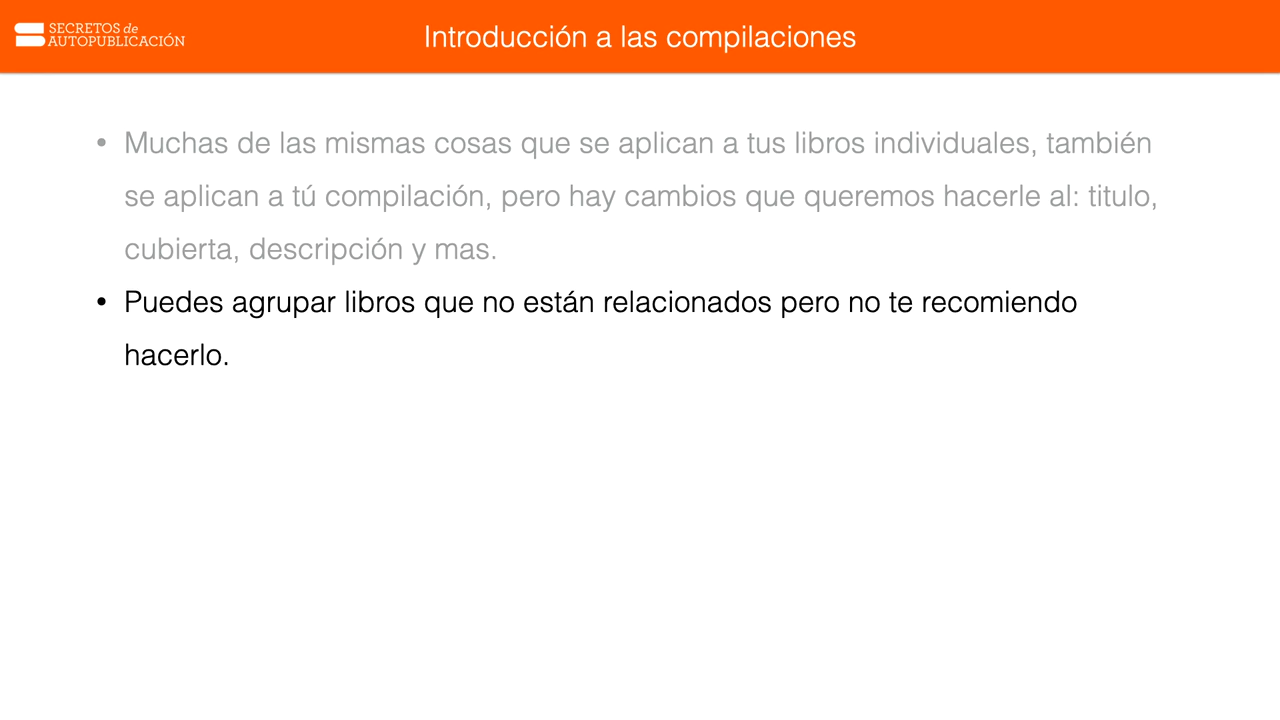 SECRETOS de
AUTOPUBLICACIÓN
Introducción a las compilaciones
• Muchas de las mismas cosas que se aplican a tus libros individuales, también
se aplican a tú compilación, pero hay cambios que queremos hacerle al: titulo,
cubierta, descripción y mas.
• Puedes agrupar libros que no están relacionados pero no te recomiendo
hacerlo.